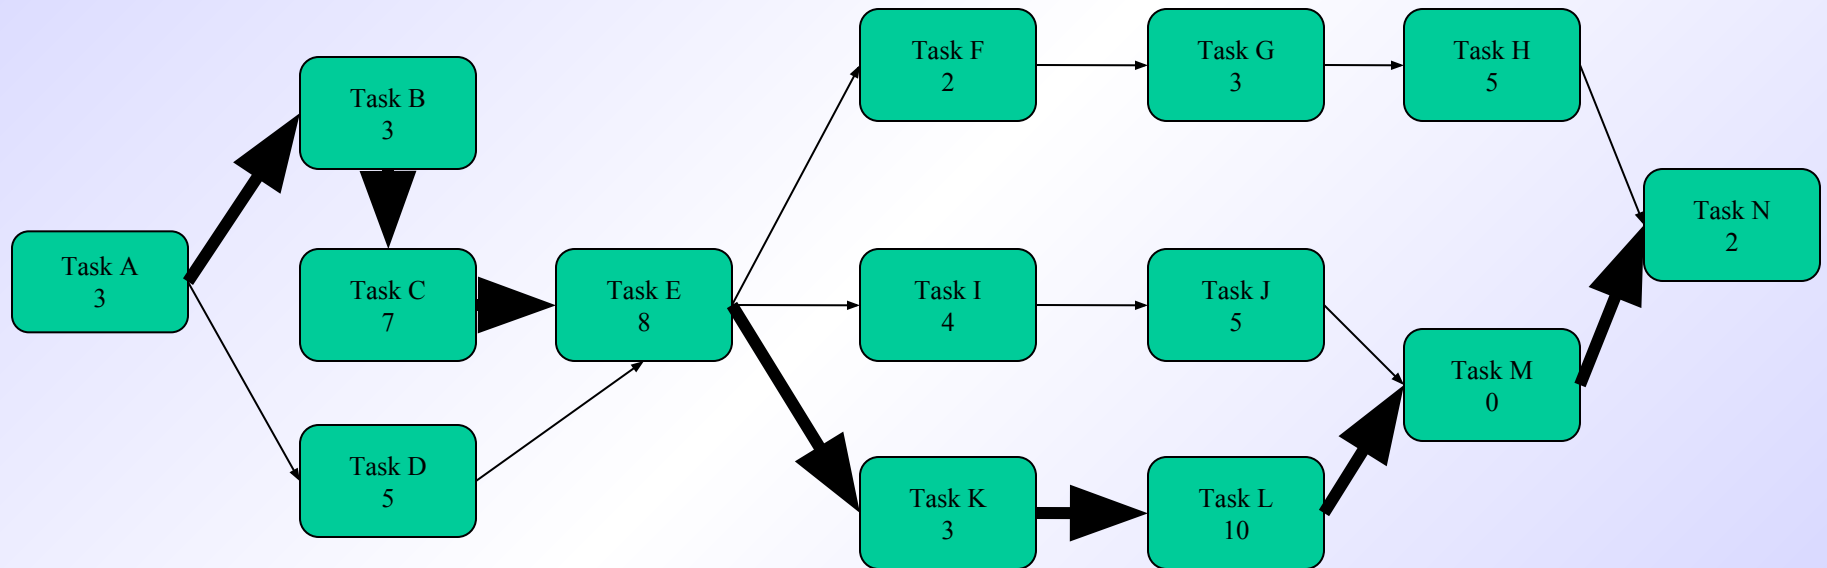 Task A
3
Task B
3
Task C
7
Task D
5
Task E
8
Task F
2
Task G
3
Task H
5
Task I
4
Task J
5
Task K
3
Task L
10
Task M
0
Task N
2